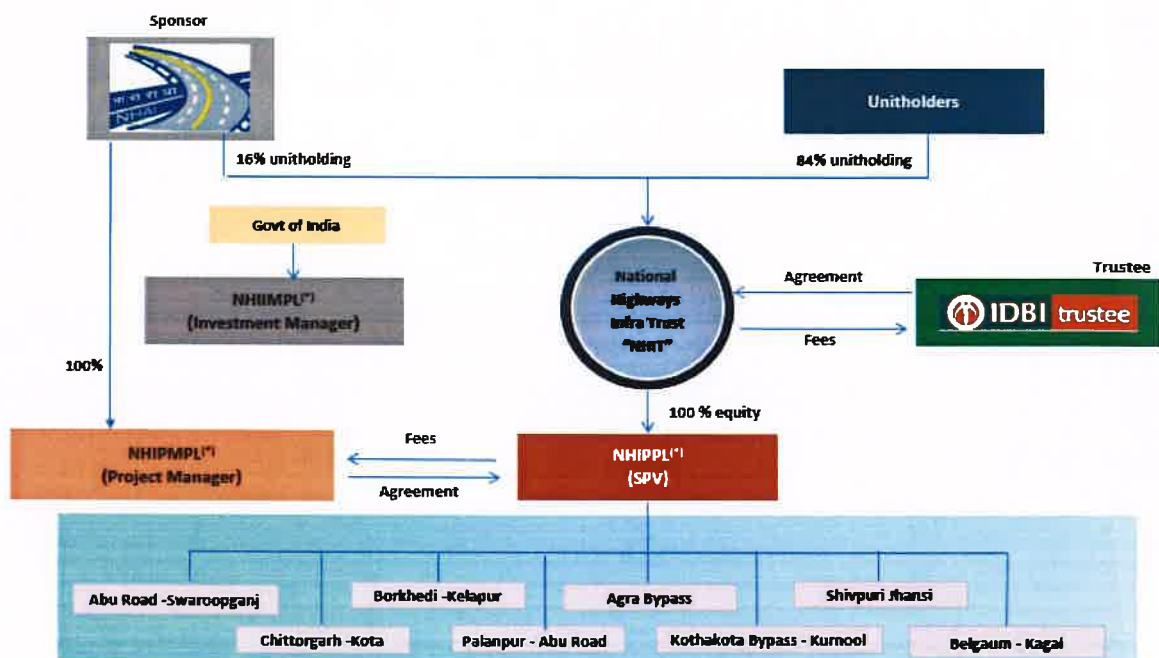 Sponsor
NHAI
Unitholders
16% unitholding
84% unitholding
Govt of India
NHIIMPL(*)
(Investment Manager)
National
Highways
Infra Trust
"NHIT"
Agreement
Fees
Trustee
IDBI trustee
100%
100 % equity
NHIPMPL(*)
(Project Manager)
Fees
Agreement
NHIPPL(*)
(SPV)
Abu Road -Swaroopganj
Borkhedi -Kelapur
Agra Bypass
Shivpuri Jhansi
Chittorgarh -Kota
Palanpur - Abu Road
Kothakota Bypass - Kurnool
Belgaum - Kagal